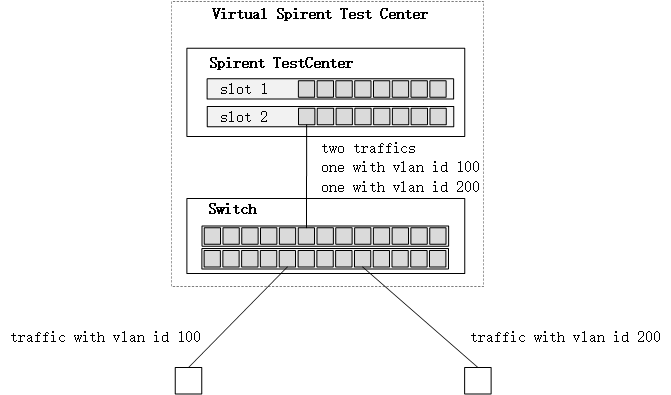 Virtual Spirent Test Center
Spirent TestCenter
slot 1
slot 2
two traffics
one with vlan id 100
one with vlan id 200
Switch
traffic with vlan id 100
traffic with vlan id 200